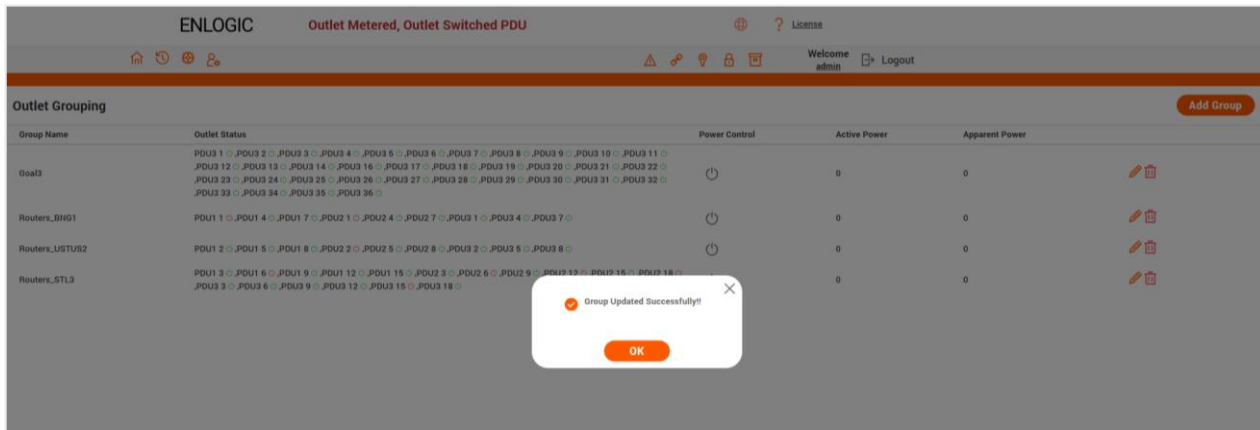 ENLOGIC Outlet Metered, Outlet Switched PDU ? License
Welcome
admin
Logout
Outlet Grouping Add Group
Group Name Outlet Status Power Control Active Power Apparent Power
PDU3 1 ,PDU3 2 ,PDU3 3 ,PDU3 4 ,PDU3 5 ,PDU3 6 ,PDU3 7 ,PDU3 8 ,PDU3 9 ,PDU3 10 ,PDU3 11
,PDU3 12 ,PDU3 13 ,PDU3 14 ,PDU3 16 ,PDU3 17 ,PDU3 18 ,PDU3 19 ,PDU3 20 ,PDU3 21 ,PDU3 22
Goal3 0 0
,PDU3 23 ,PDU3 24 ,PDU3 25 ,PDU3 26 ,PDU3 27 ,PDU3 28 ,PDU3 29 ,PDU3 30 ,PDU3 31 ,PDU3 32
,PDU3 33 ,PDU3 34 ,PDU3 35 ,PDU3 36
Routers_BNG1 PDU1 1 ,PDU1 4 ,PDU1 7 ,PDU2 1 ,PDU2 4 ,PDU2 7 ,PDU3 1 ,PDU3 4 ,PDU3 7 0 0
Routers_USTUS2 PDU1 2 ,PDU1 5 ,PDU1 8 ,PDU2 2 ,PDU2 5 ,PDU2 8 ,PDU3 2 ,PDU3 5 ,PDU3 8 0 0
PDU1 3 ,PDU1 6 ,PDU1 9 ,PDU1 12 ,PDU1 15 ,PDU2 3 ,PDU2 6 ,PDU2 9 ,PDU2 12 ,PDU2 15 ,PDU2 18
Routers_STL3 0 0
,PDU3 3 ,PDU3 6 ,PDU3 9 ,PDU3 12 ,PDU3 15 ,PDU3 18
Group Updated Successfully!!
OK